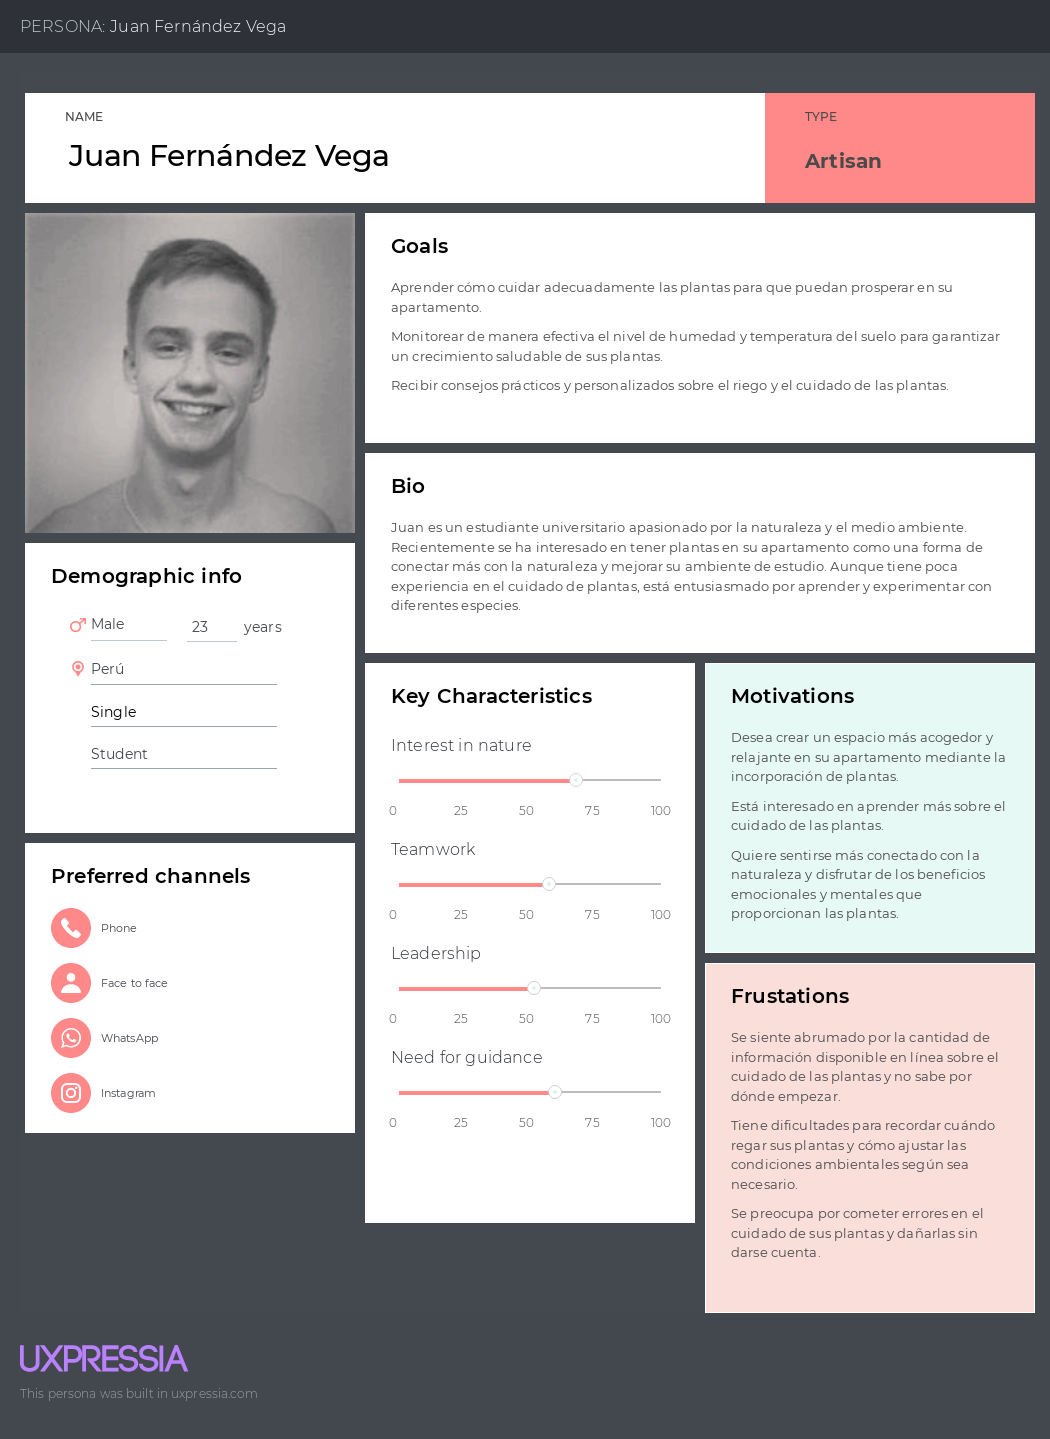 PERSONA: Juan Fernández Vega
NAME
Juan Fernández Vega
TYPE
Artisan
Goals
Aprender cómo cuidar adecuadamente las plantas para que puedan prosperar en su
apartamento.
Monitorear de manera efectiva el nivel de humedad y temperatura del suelo para garantizar
un crecimiento saludable de sus plantas.
Recibir consejos prácticos y personalizados sobre el riego y el cuidado de las plantas.
Bio
Juan es un estudiante universitario apasionado por la naturaleza y el medio ambiente.
Recientemente se ha interesado en tener plantas en su apartamento como una forma de
conectar más con la naturaleza y mejorar su ambiente de estudio. Aunque tiene poca
experiencia en el cuidado de plantas, está entusiasmado por aprender y experimentar con
diferentes especies.
Demographic info
Male 23 years
Perú
Single
Student
Preferred channels
Phone
Face to face
WhatsApp
Instagram
Key Characteristics
Interest in nature
0 25 50 75 100
Teamwork
0 25 50 75 100
Leadership
0 25 50 75 100
Need for guidance
0 25 50 75 100
Motivations
Desea crear un espacio más acogedor y
relajante en su apartamento mediante la
incorporación de plantas.
Está interesado en aprender más sobre el
cuidado de las plantas.
Quiere sentirse más conectado con la
naturaleza y disfrutar de los beneficios
emocionales y mentales que
proporcionan las plantas.
Frustations
Se siente abrumado por la cantidad de
información disponible en línea sobre el
cuidado de las plantas y no sabe por
dónde empezar.
Tiene dificultades para recordar cuándo
regar sus plantas y cómo ajustar las
condiciones ambientales según sea
necesario.
Se preocupa por cometer errores en el
cuidado de sus plantas y dañarlas sin
darse cuenta.
UXPRESSIA
This persona was built in uxpressia.com